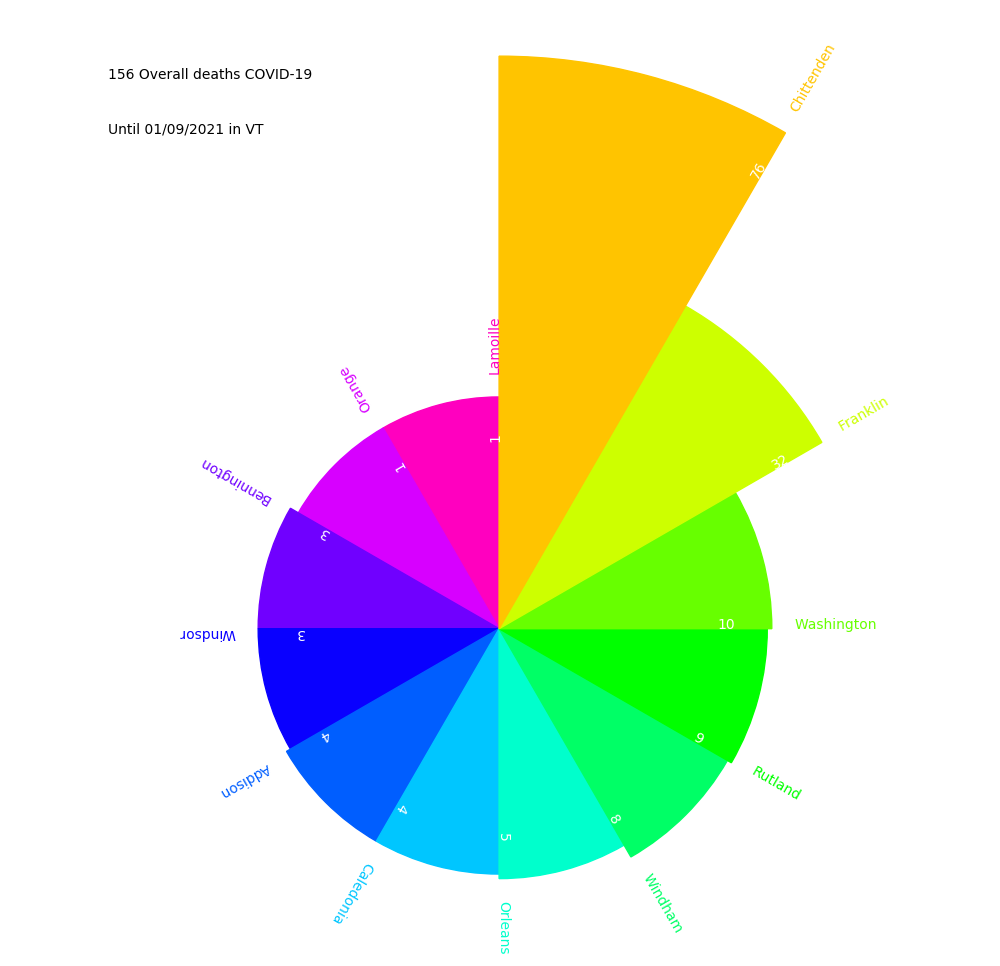 156 Overall deaths COVID-19
Until 01/09/2021 in VT
Chittenden
76
Franklin
32
Washington
10
Rutland
9
Windham
8
Orleans
5
Caledonia
4
Addison
4
Windsor
3
Bennington
3
Orange
1
Lamoille
1